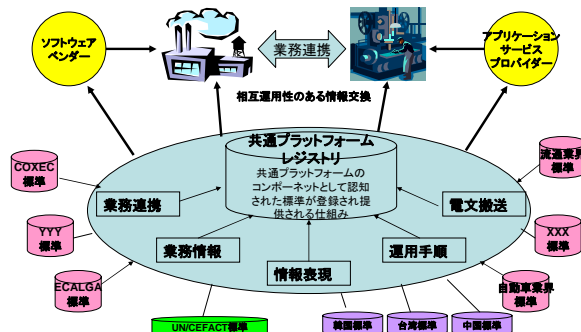 ソフトウェア
ベンダー
業務連携
アプリケーション
サービス
プロバイダー
相互運用性のある情報交換
共通プラットフォーム
レジストリ
共通プラットフォームの
コンポーネットとして認知
された標準が登録され提
供される仕組み
COXEC
標準
流通業界
標準
業務連携
電文搬送
YYY
標準
XXX
標準
業務情報
運用手順
情報表現
ECALGA
標準
自動車業界
標準
UN/CEFACT標準
韓国標準
台湾標準
中国標準